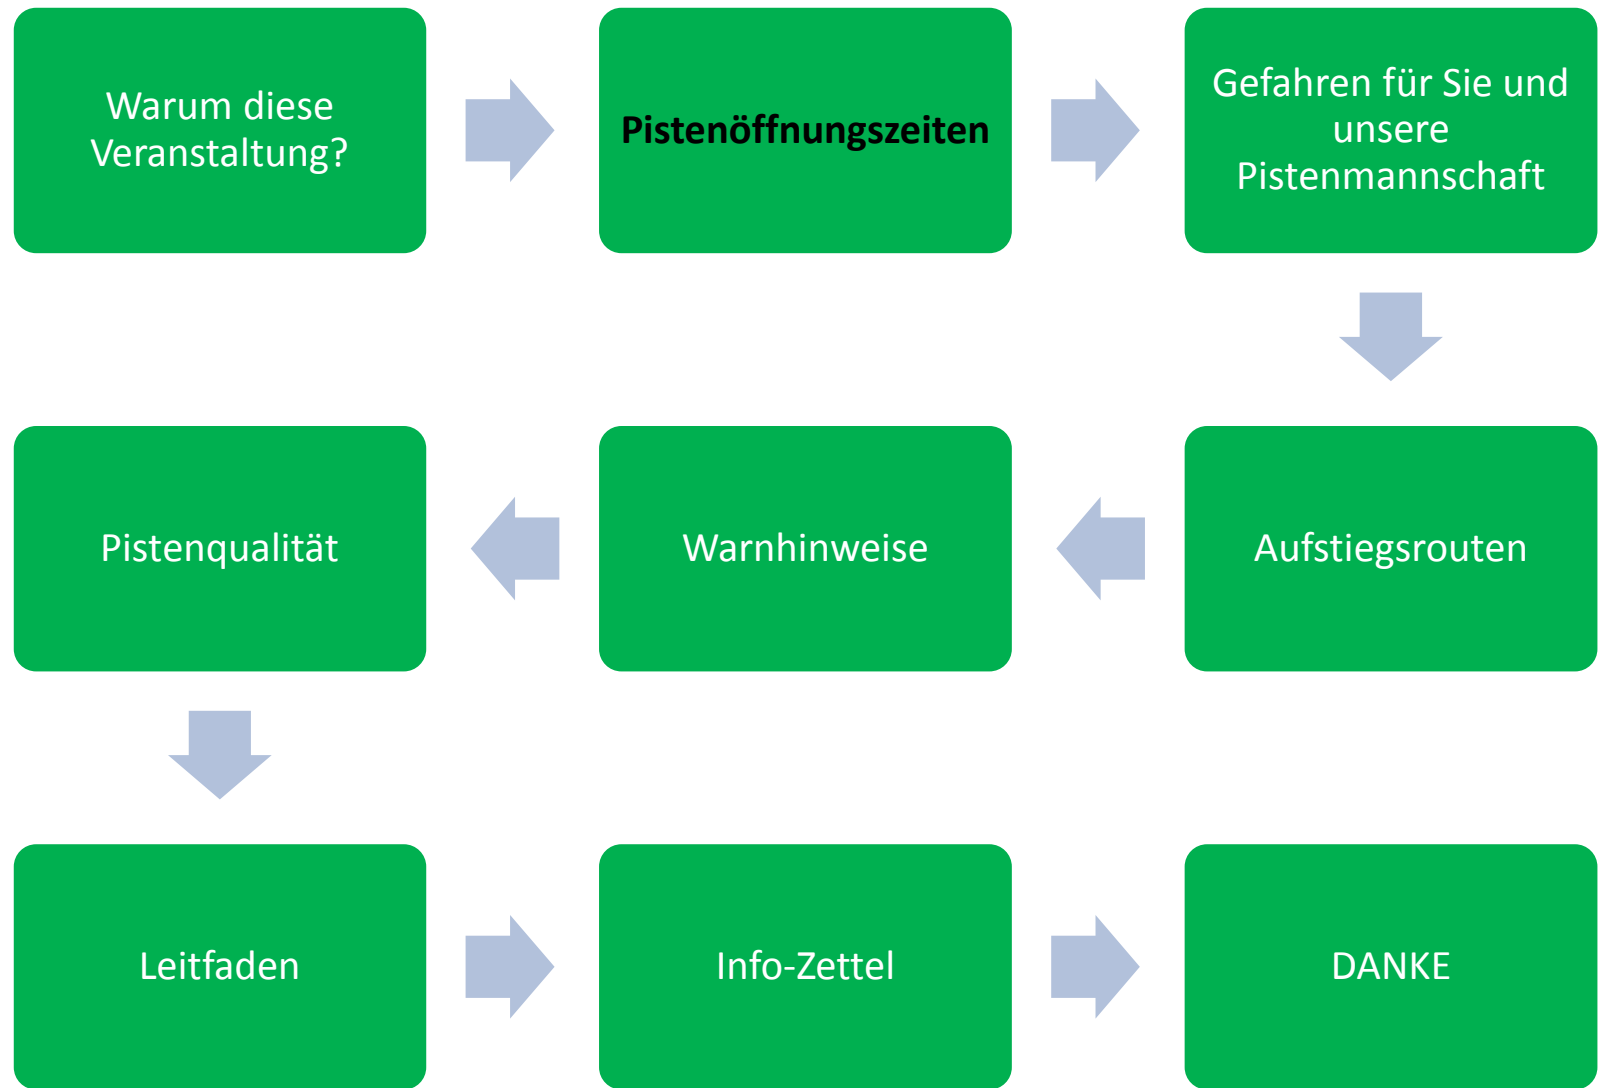 Warum diese
Veranstaltung?
Pistenöffnungszeiten
Gefahren für Sie und
unsere
Pistenmannschaft
Aufstiegsrouten
Warnhinweise
Pistenqualität
Leitfaden
Info-Zettel
DANKE